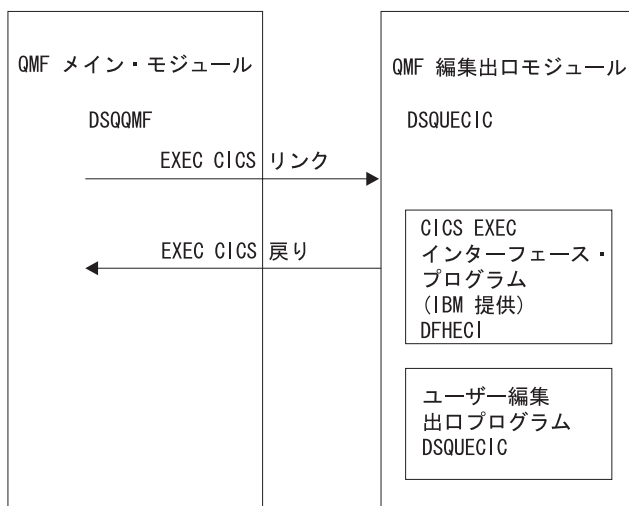 QMF メイン・モジュール
DSQQMF
QMF 編集出口モジュール
DSQUECIC
EXEC CICS リンク
EXEC CICS 戻り
CICS EXEC
インターフェース・
プログラム
(IBM 提供)
DFHECI
ユーザー編集
出口プログラム
DSQUECIC